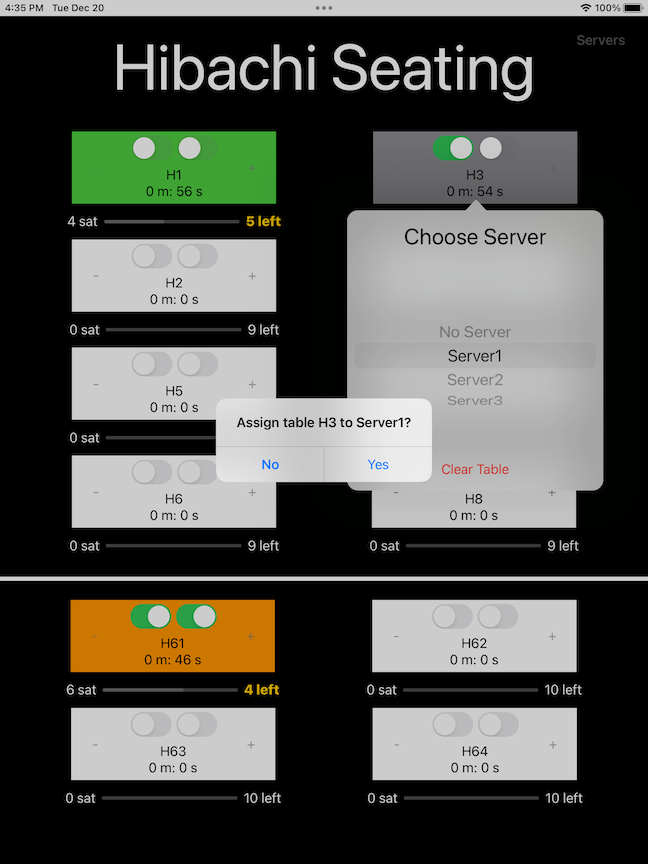 4:35 PM Tue Dec 20
100%
Servers
Hibachi Seating
H1
- +
0 m: 56 s
4 sat 5 left
H3
- +
0 m: 54 s
Choose Server
No Server
Server1
Server2
Server3
Clear Table
H2
- +
0 m: 0 s
0 sat 9 left
H5
- +
0 m: 0 s
0 sat
Assign table H3 to Server1?
No Yes
H6
- +
0 m: 0 s
0 sat 9 left
H8
- +
0 m: 0 s
0 sat 9 left
H61
- +
0 m: 46 s
6 sat 4 left
H62
- +
0 m: 0 s
0 sat 10 left
H63
- +
0 m: 0 s
0 sat 10 left
H64
- +
0 m: 0 s
0 sat 10 left